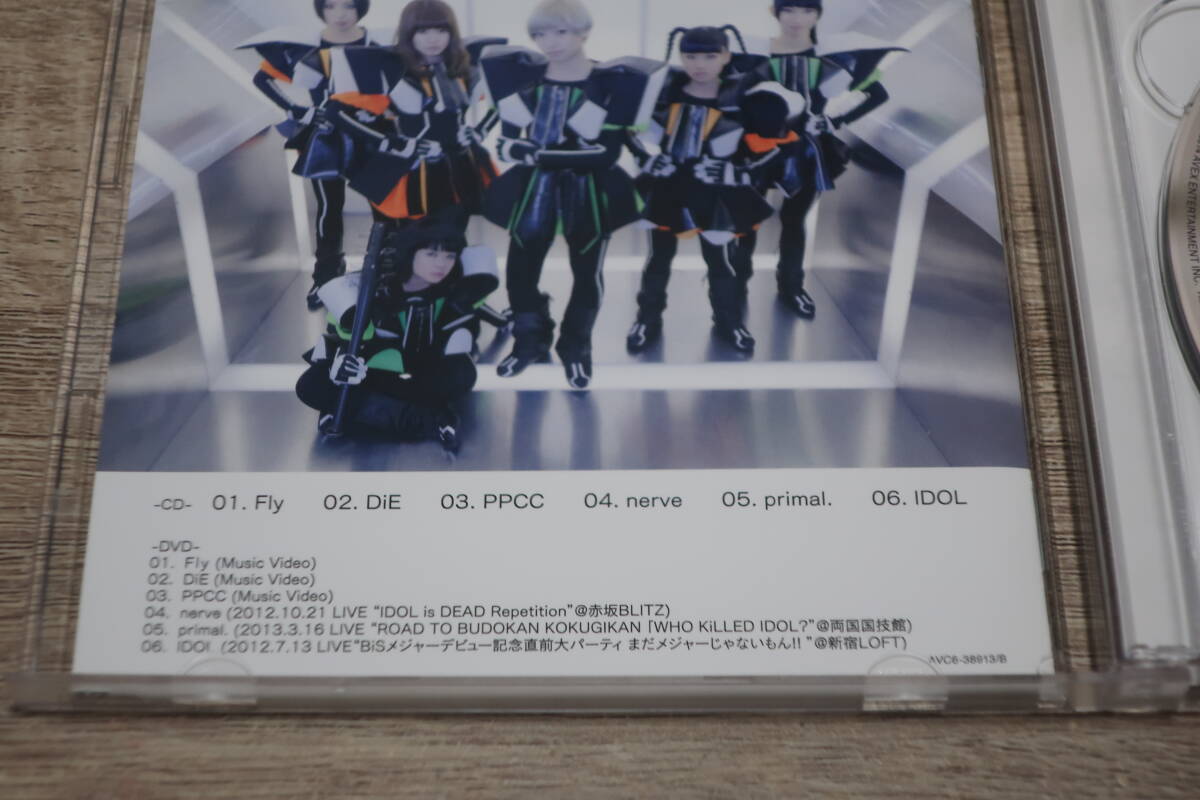 -CD- 01. Fly 02. DiE 03. PPCC 04. nerve 05. primal. 06. IDOL
-DVD-
01. Fly (Music Video)
02. DiE (Music Video)
03. PPCC (Music Video)
04. nerve (2012.10.21 LIVE “IDOL is DEAD Repetition”@赤坂BLITZ)
05. primal. (2013.3.16 LIVE “ROAD TO BUDOKAN KOKUGIKAN「WHO KiLLED IDOL?”@両国国技館)
06. IDOL (2012.7.13 LIVE“BiSメジャーデビュー記念直前大パーティ まだメジャーじゃないもん!! ”@新宿LOFT)
AVC6-38913/B
ENTERTAINMENT INC.